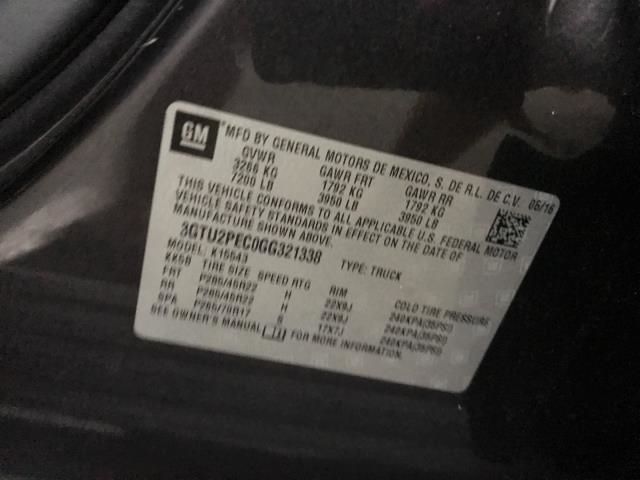 GM MFD BY GENERAL MOTORS DE MEXICO, S. DE R.L. DE C.V. 05/16
GVWR GAWR FRT GAWR RR
3266 KG 1792 KG 1792 KG
7200 LB 3950 LB 3950 LB
THIS VEHICLE CONFORMS TO ALL APPLICABLE U.S. FEDERAL MOTOR
VEHICLE SAFETY STANDARDS IN EFFECT ON THE DATE OF
MANUFACTURE SHOWN ABOVE.
3GTU2PEC0GG321338 TYPE: TRUCK
MODEL: K15543
TIRE SIZE SPEED RTG RIM COLD TIRE PRESSURE
FRT P285/45R22 H 22X9J 240KPA(35PSI)
RR P285/45R22 H 22X9J 240KPA(35PSI)
SPA P265/70R17 S 17X7J 240KPA(35PSI)
SEE OWNER'S MANUAL FOR MORE INFORMATION.